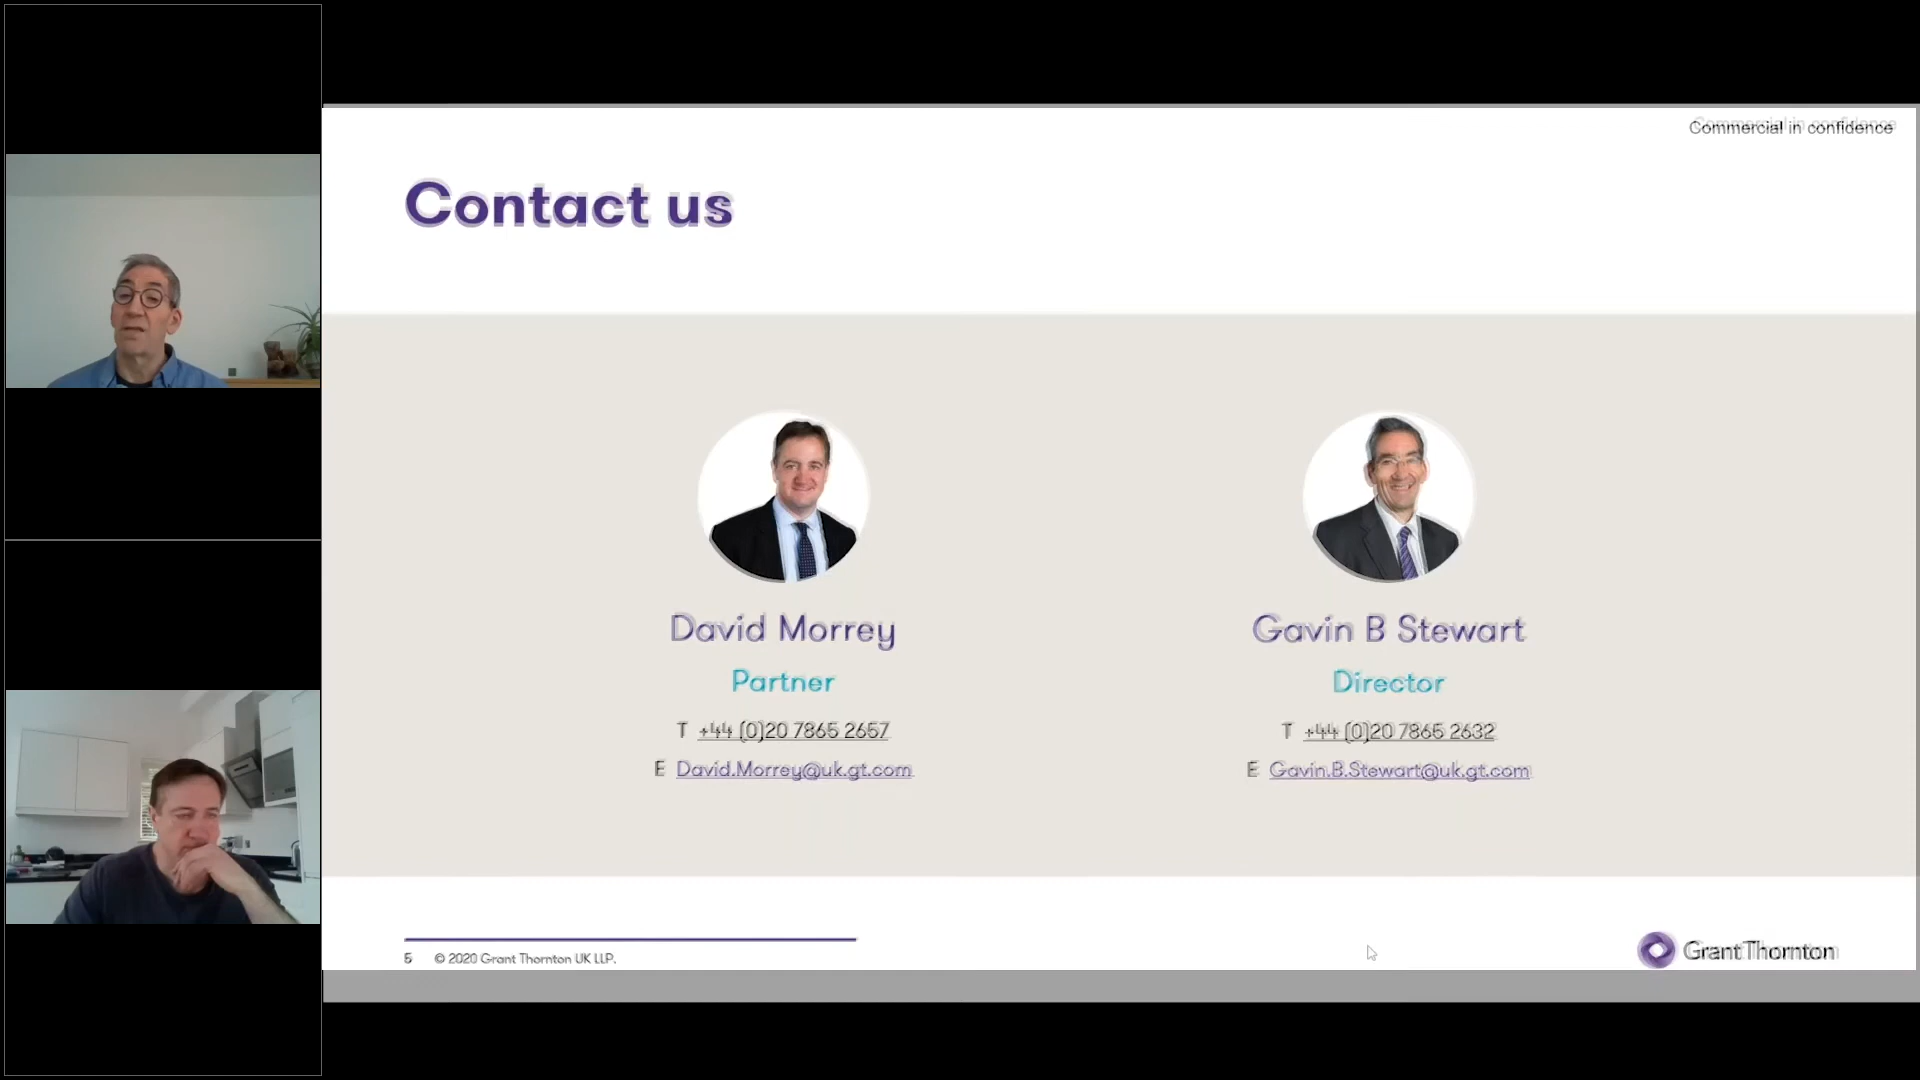 Commercial in confidence
Contact us
David Morrey
Partner
T +44 (0)20 7865 2657
E David.Morrey@uk.gt.com
Gavin B Stewart
Director
T +44 (0)20 7865 2632
E Gavin.B.Stewart@uk.gt.com
5 © 2020 Grant Thornton UK LLP.
Grant Thornton